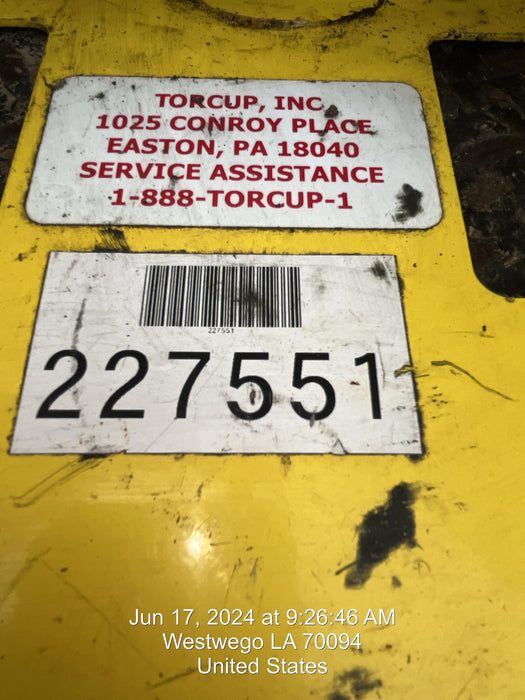 TORCUP, INC
1025 CONROY PLACE
EASTON, PA 18040
SERVICE ASSISTANCE
1-888-TORCUP-1
227551
227551
Jun 17, 2024 at 9:26:46 AM
Westwego LA 70094
United States